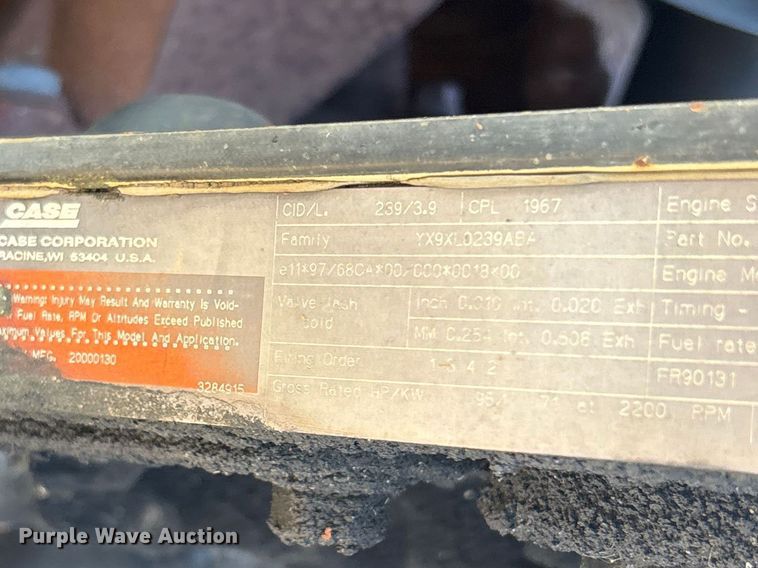 CASE
CASE CORPORATION
RACINE, WI 53404 U.S.A.
Warning: Injury May Result And Warranty Is Void-
Fuel Rate, RPM Or Altitudes Exceed Published
Maximum Values For This Model And Application.
MFG. 20000130
3284915
CID/L. 239/3.9 CPL 1967
Family YX9XL0239ABA
e11*97/68CA*00/000*0018*00
Valve lash cold
Inch 0.010 Int. 0.020 Exh
MM 0.254 Int. 0.508 Exh
Firing Order 1 3 4 2
Gross Rated HP/KW at 2200 RPM
Engine S
Part No.
Engine M
Timing -
Fuel rate
FR90131
Purple Wave Auction